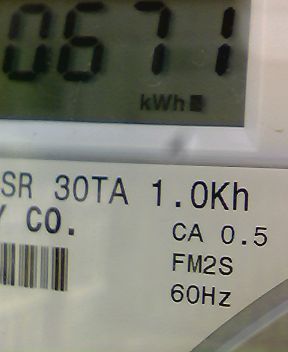 0671
kWh
SR 30TA 1.0Kh
Y CO.
CA 0.5
FM2S
60Hz